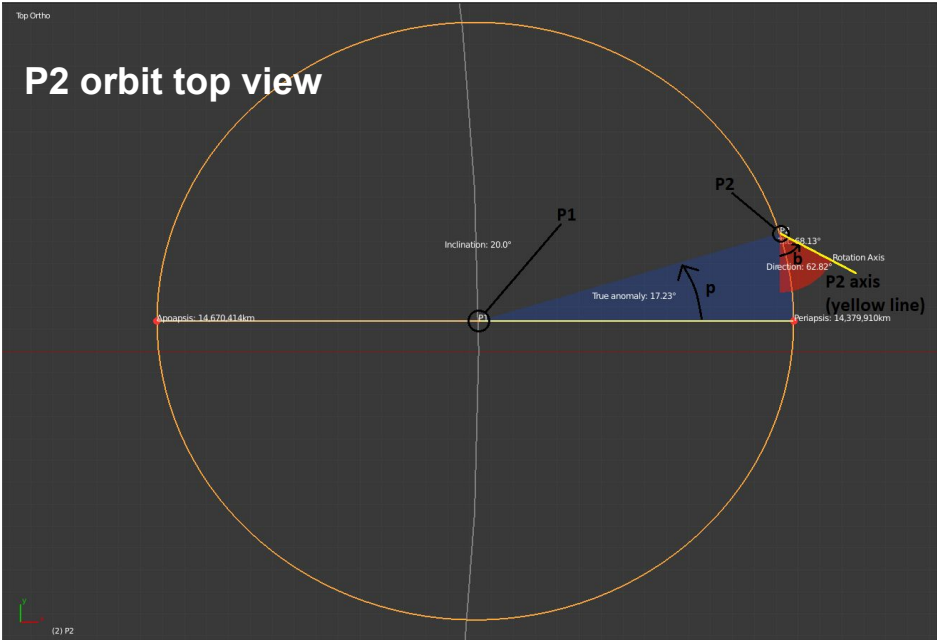 Top Ortho
P2 orbit top view
P2
P1
68.13°
Inclination: 20.0°
b
Rotation Axis
Direction: 62.82°
P2 axis
(yellow line)
p
True anomaly: 17.23°
Apoapsis: 14,670,414km
P1
Periapsis: 14,379,910km
y
(2) P2